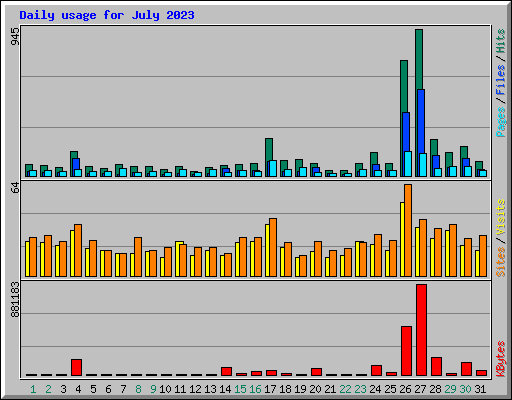 Daily usage for July 2023
945
Pages / Files / Hits
64
Sites / Visits
881183
KBytes
1 2 3 4 5 6 7 8 9 10 11 12 13 14 15 16 17 18 19 20 21 22 23 24 25 26 27 28 29 30 31